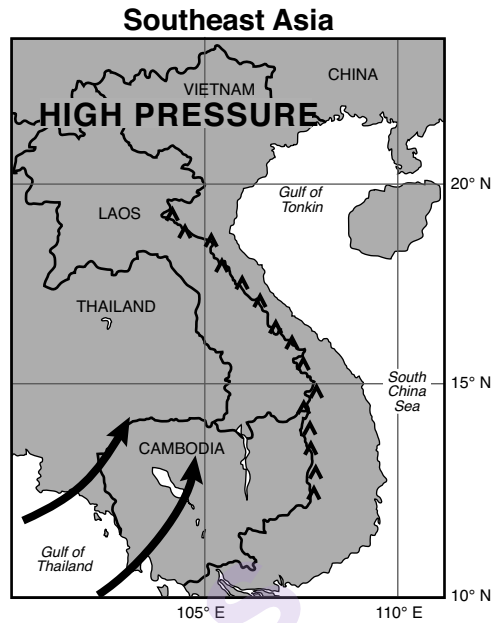 Southeast Asia
CHINA
VIETNAM
HIGH PRESSURE
20° N
Gulf of
Tonkin
LAOS
THAILAND
15° N
South
China
Sea
CAMBODIA
Gulf of
Thailand
10° N
105° E
110° E